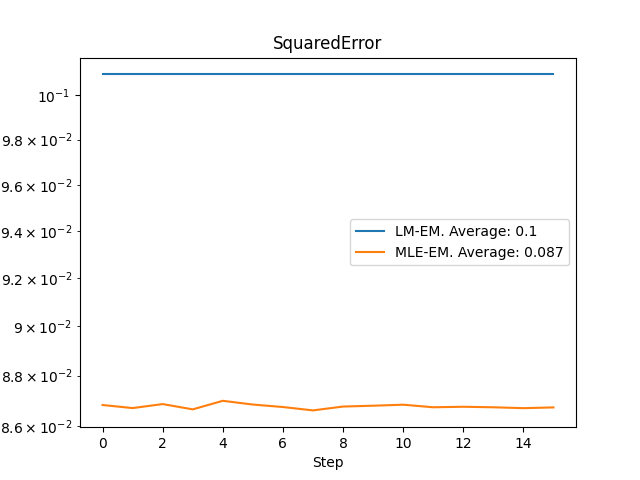 SquaredError
10⁻¹
9.8 × 10⁻²
9.6 × 10⁻²
9.4 × 10⁻²
9.2 × 10⁻²
9 × 10⁻²
8.8 × 10⁻²
8.6 × 10⁻²
LM-EM. Average: 0.1
MLE-EM. Average: 0.087
0 2 4 6 8 10 12 14
Step